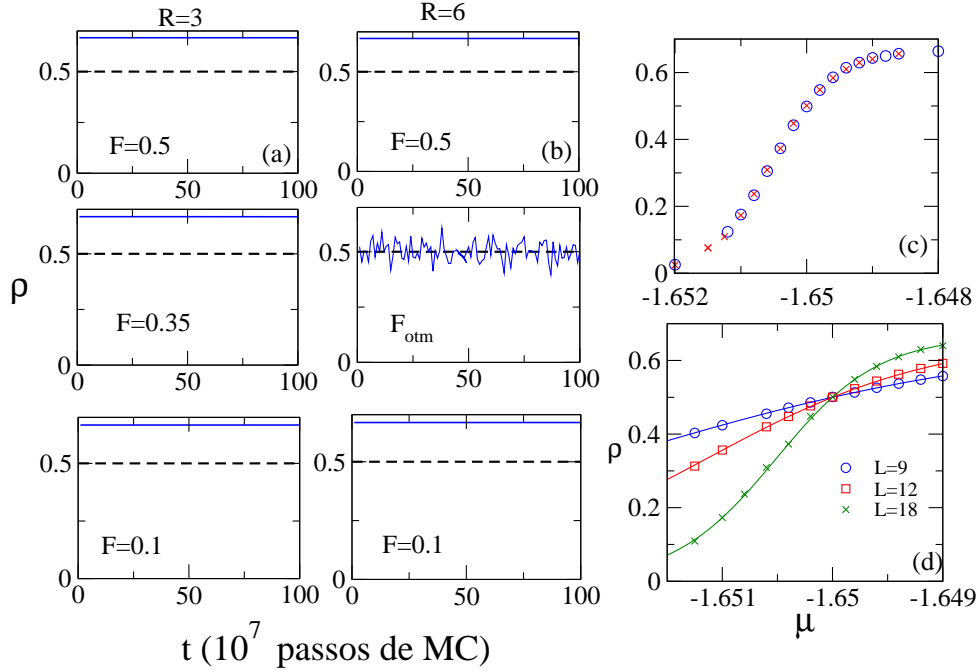 R=3
R=6
0.5
0
F=0.5
(a)
0
50
100
0.5
0
F=0.5
(b)
0
50
100
0.6
0.4
0.2
0
(c)
-1.652
-1.65
-1.648
ρ
0.5
0
F=0.35
0
50
100
0.5
0
F_otm
0
50
100
0.5
0
F=0.1
0
50
100
0.5
0
F=0.1
0
50
100
ρ
0.6
0.4
0.2
0
L=9
L=12
L=18
(d)
-1.651
-1.65
-1.649
μ
t (10^7 passos de MC)